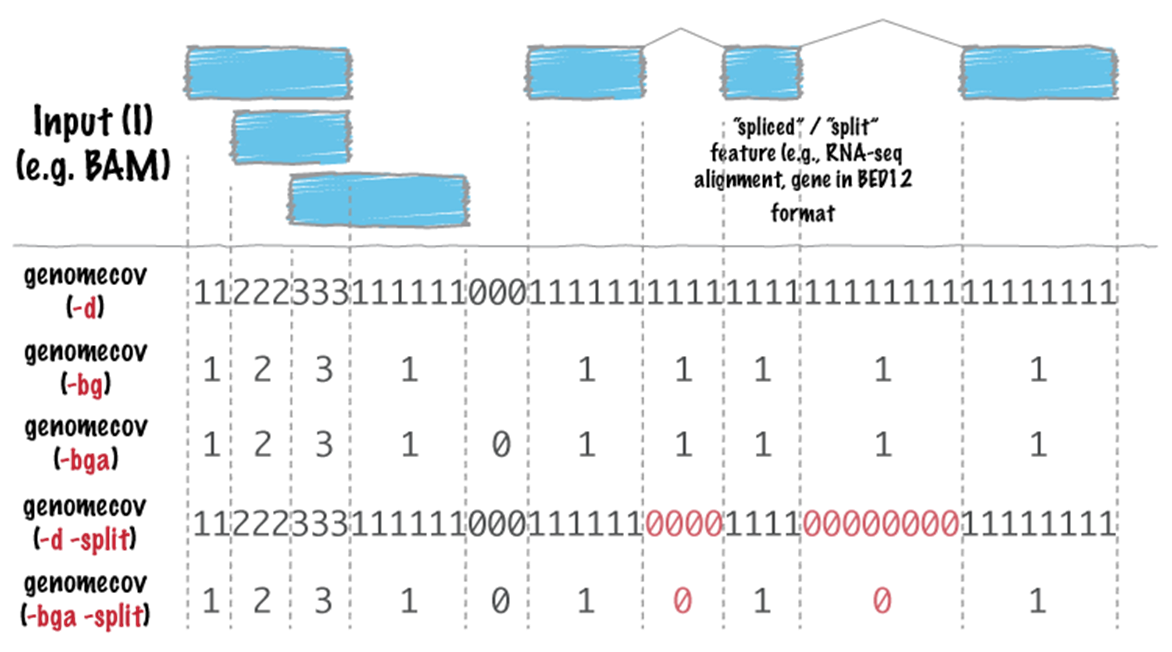 Input (I)
(e.g. BAM)
"spliced" / "split"
feature (e.g., RNA-seq
alignment, gene in BED12
format
genomecov
(-d)
11222333111111000111111111111111111111111111111
genomecov
(-bg)
1 2 3 1 1 1 1 1 1
genomecov
(-bga)
1 2 3 1 0 1 1 1 1 1
genomecov
(-d -split)
11222333111111000111111000011110000000011111111
genomecov
(-bga -split)
1 2 3 1 0 1 0 1 0 1